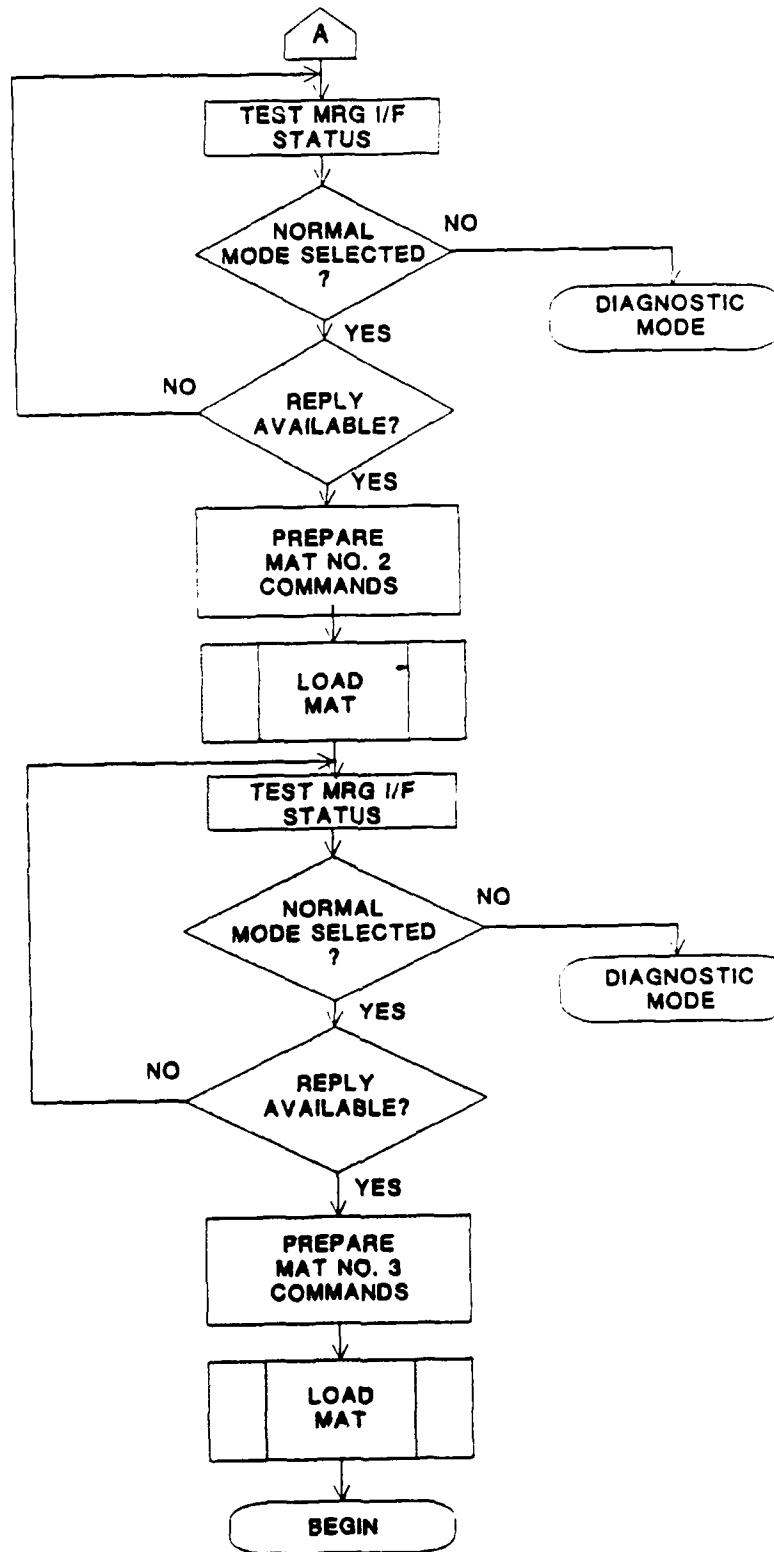 A
TEST MRG I/F
STATUS
NORMAL
MODE SELECTED
?
NO
DIAGNOSTIC
MODE
YES
REPLY
AVAILABLE?
NO
YES
PREPARE
MAT NO. 2
COMMANDS
LOAD
MAT
TEST MRG I/F
STATUS
NORMAL
MODE SELECTED
?
NO
DIAGNOSTIC
MODE
YES
REPLY
AVAILABLE?
NO
YES
PREPARE
MAT NO. 3
COMMANDS
LOAD
MAT
BEGIN